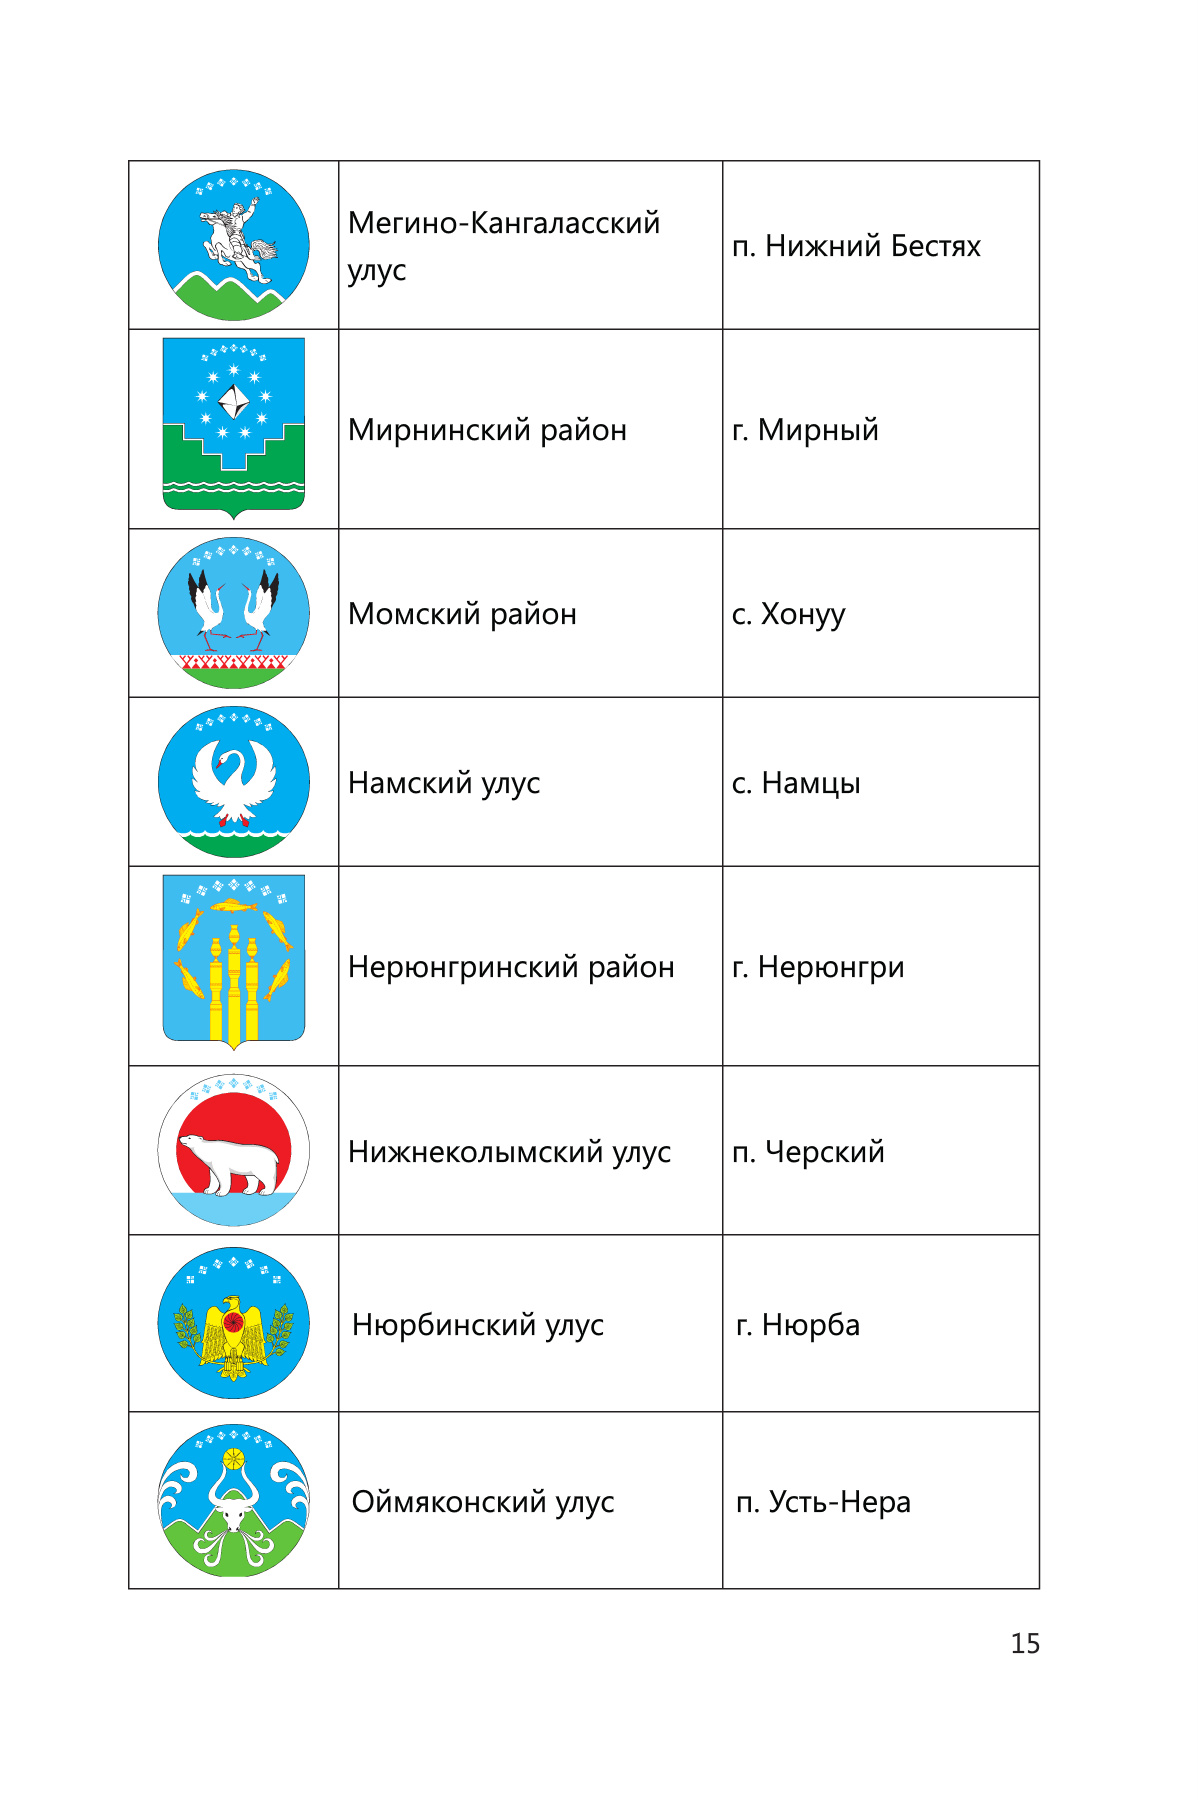 Мегино-Кангаласский
улус
п. Нижний Бестях
Мирнинский район
г. Мирный
Момский район
с. Хонуу
Намский улус
с. Намцы
Нерюнгринский район
г. Нерюнгри
Нижнеколымский улус
п. Черский
Нюрбинский улус
г. Нюрба
Оймяконский улус
п. Усть-Нера
15